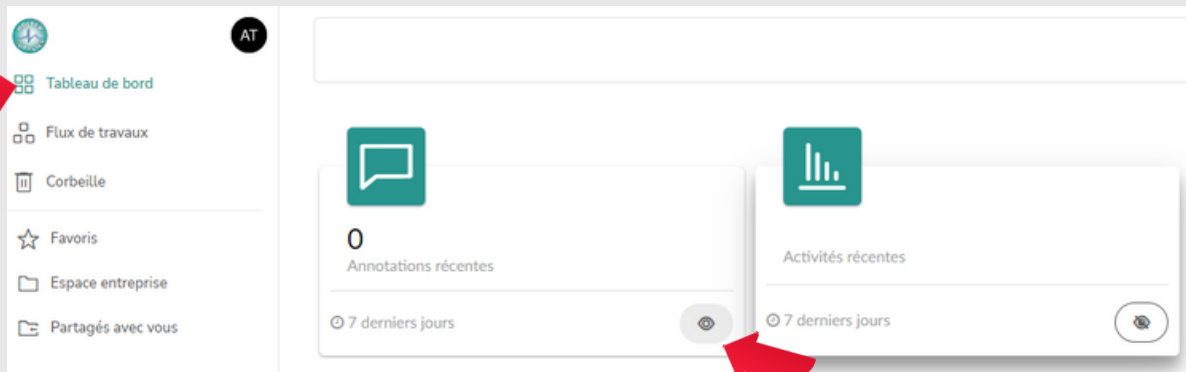 AT
Tableau de bord
Flux de travaux
Corbeille
Favoris
Espace entreprise
Partagés avec vous
0
Annotations récentes
7 derniers jours
Activités récentes
7 derniers jours